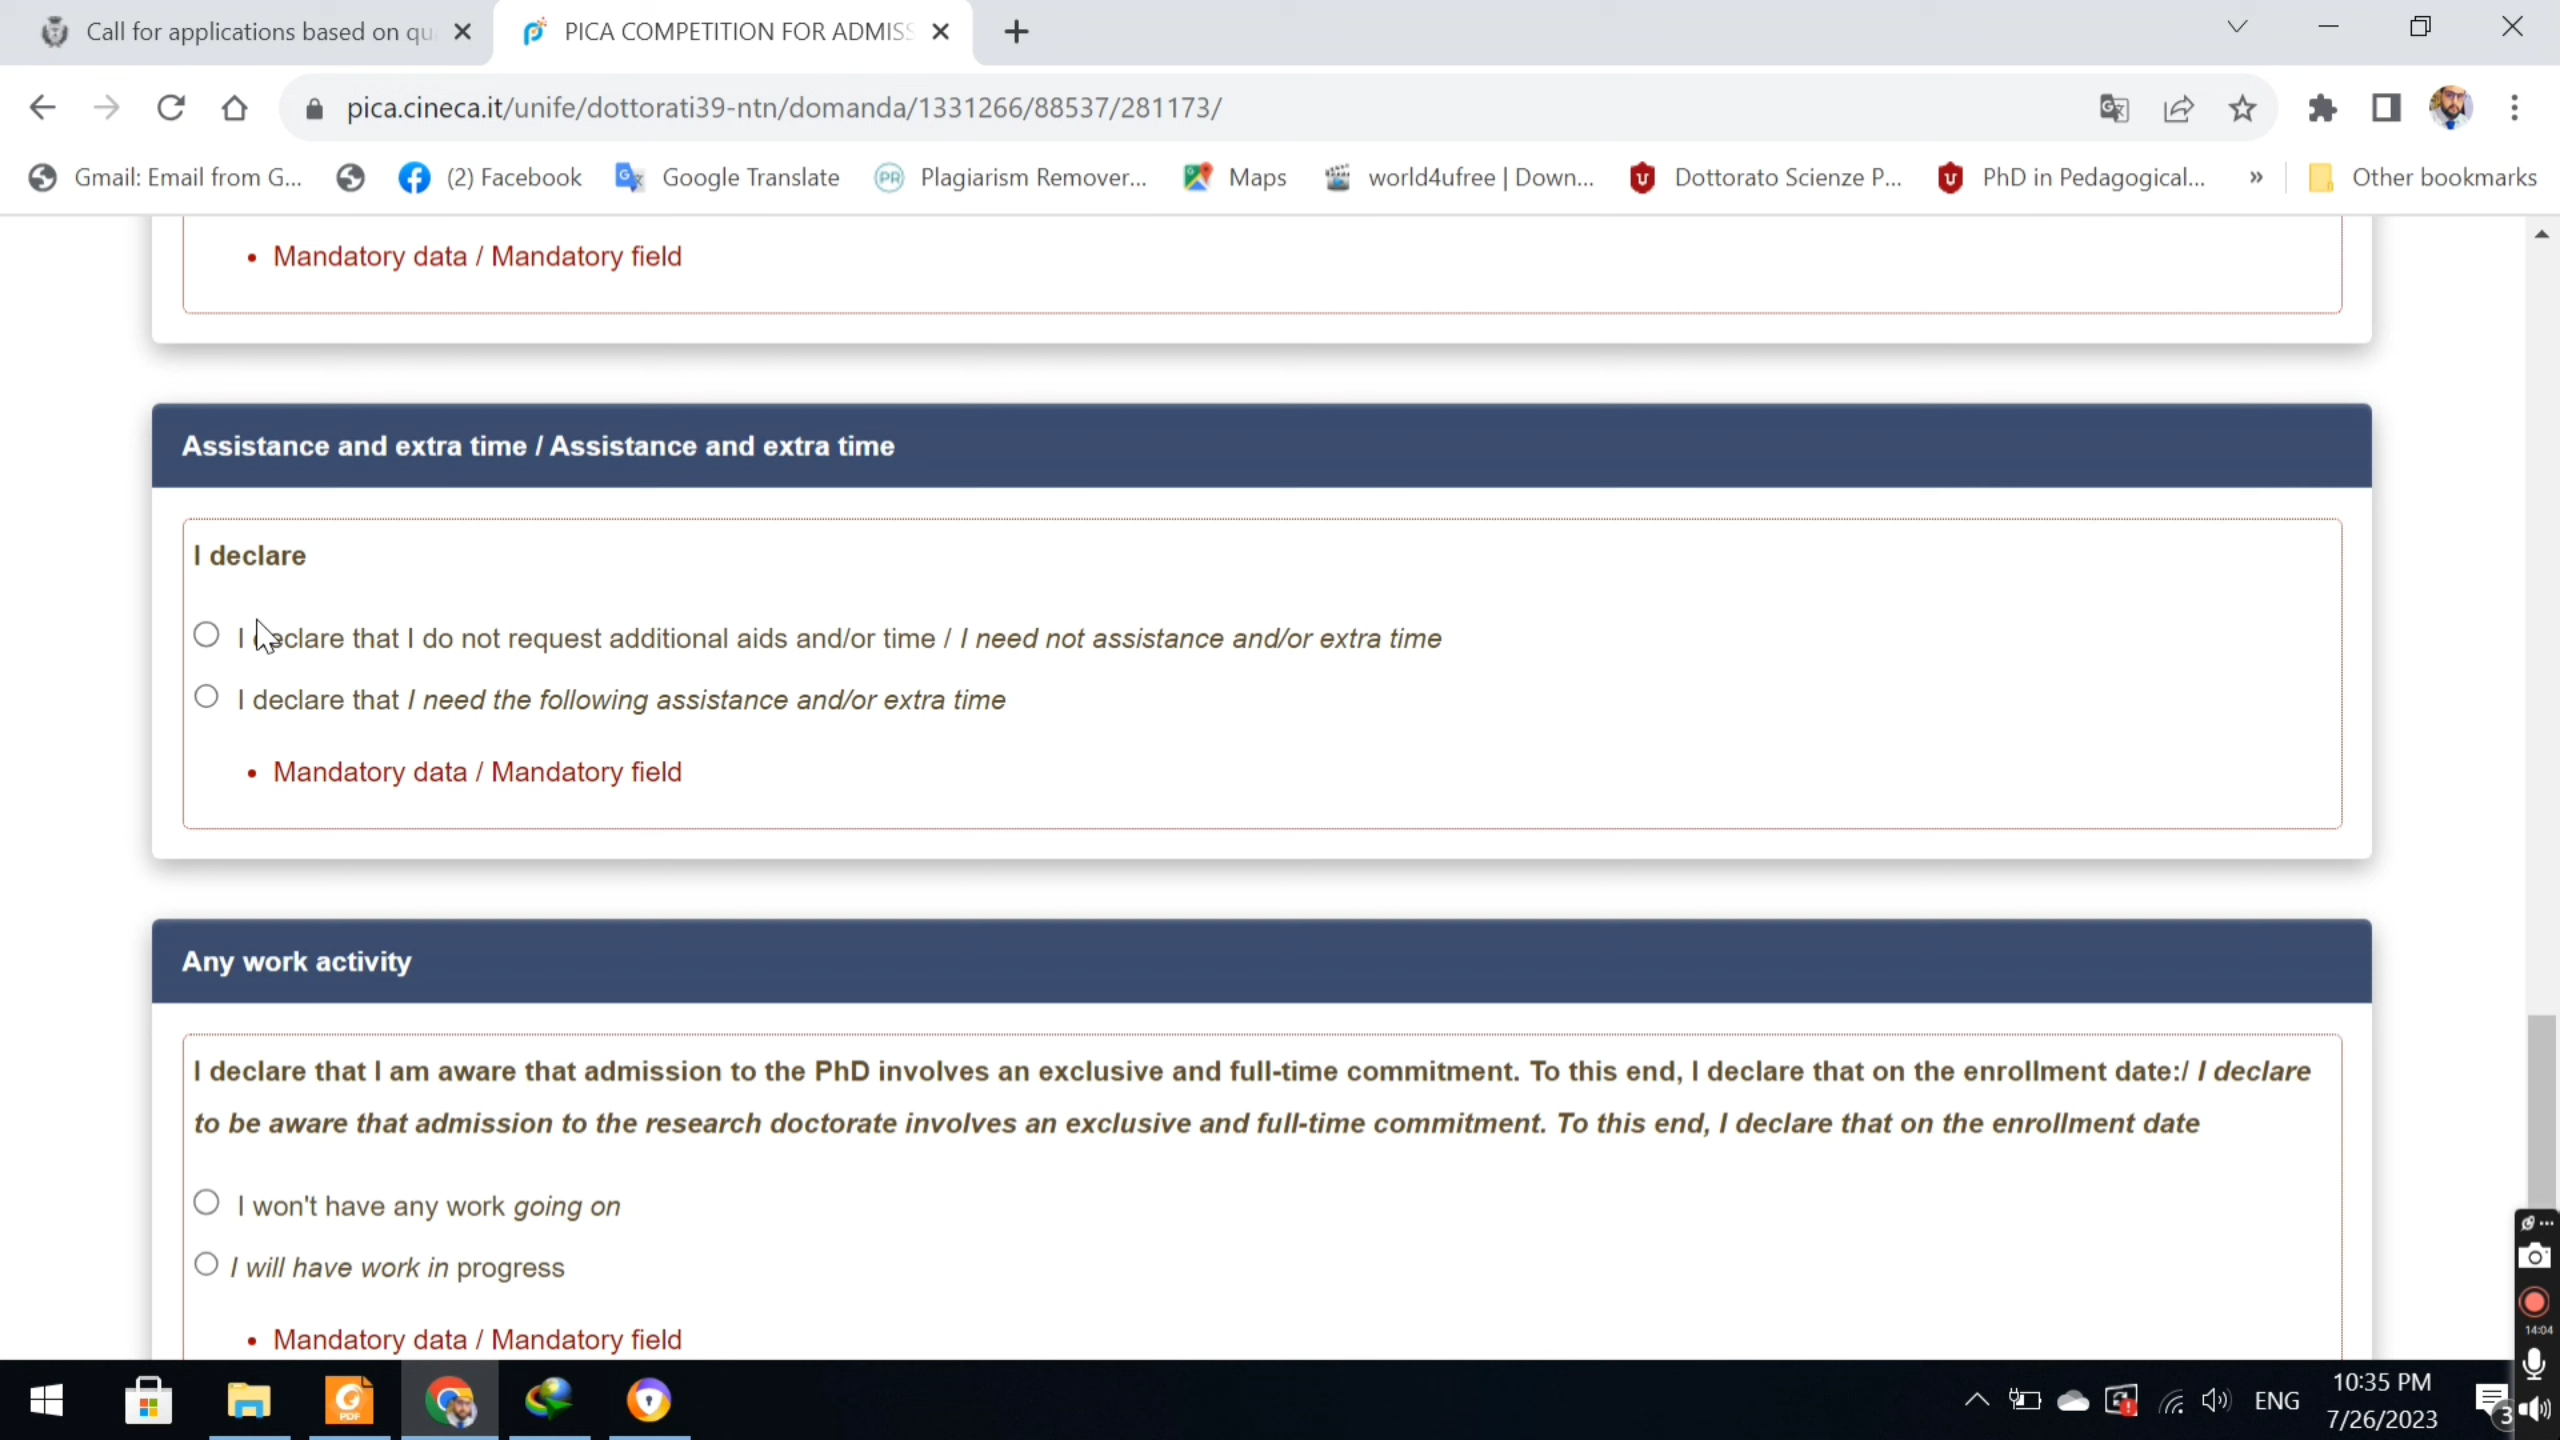 Call for applications based on qu
PICA COMPETITION FOR ADMISS
pica.cineca.it/unife/dottorati39-ntn/domanda/1331266/88537/281173/
Gmail: Email from G...
(2) Facebook
Google Translate
Plagiarism Remover...
Maps
world4ufree | Down...
Dottorato Scienze P...
PhD in Pedagogical...
»
Other bookmarks
• Mandatory data / Mandatory field
Assistance and extra time / Assistance and extra time
I declare
I declare that I do not request additional aids and/or time / I need not assistance and/or extra time
I declare that I need the following assistance and/or extra time
• Mandatory data / Mandatory field
Any work activity
I declare that I am aware that admission to the PhD involves an exclusive and full-time commitment. To this end, I declare that on the enrollment date:/ I declare
to be aware that admission to the research doctorate involves an exclusive and full-time commitment. To this end, I declare that on the enrollment date
I won't have any work going on
I will have work in progress
• Mandatory data / Mandatory field
14:04
PDF
ENG
10:35 PM
7/26/2023
3